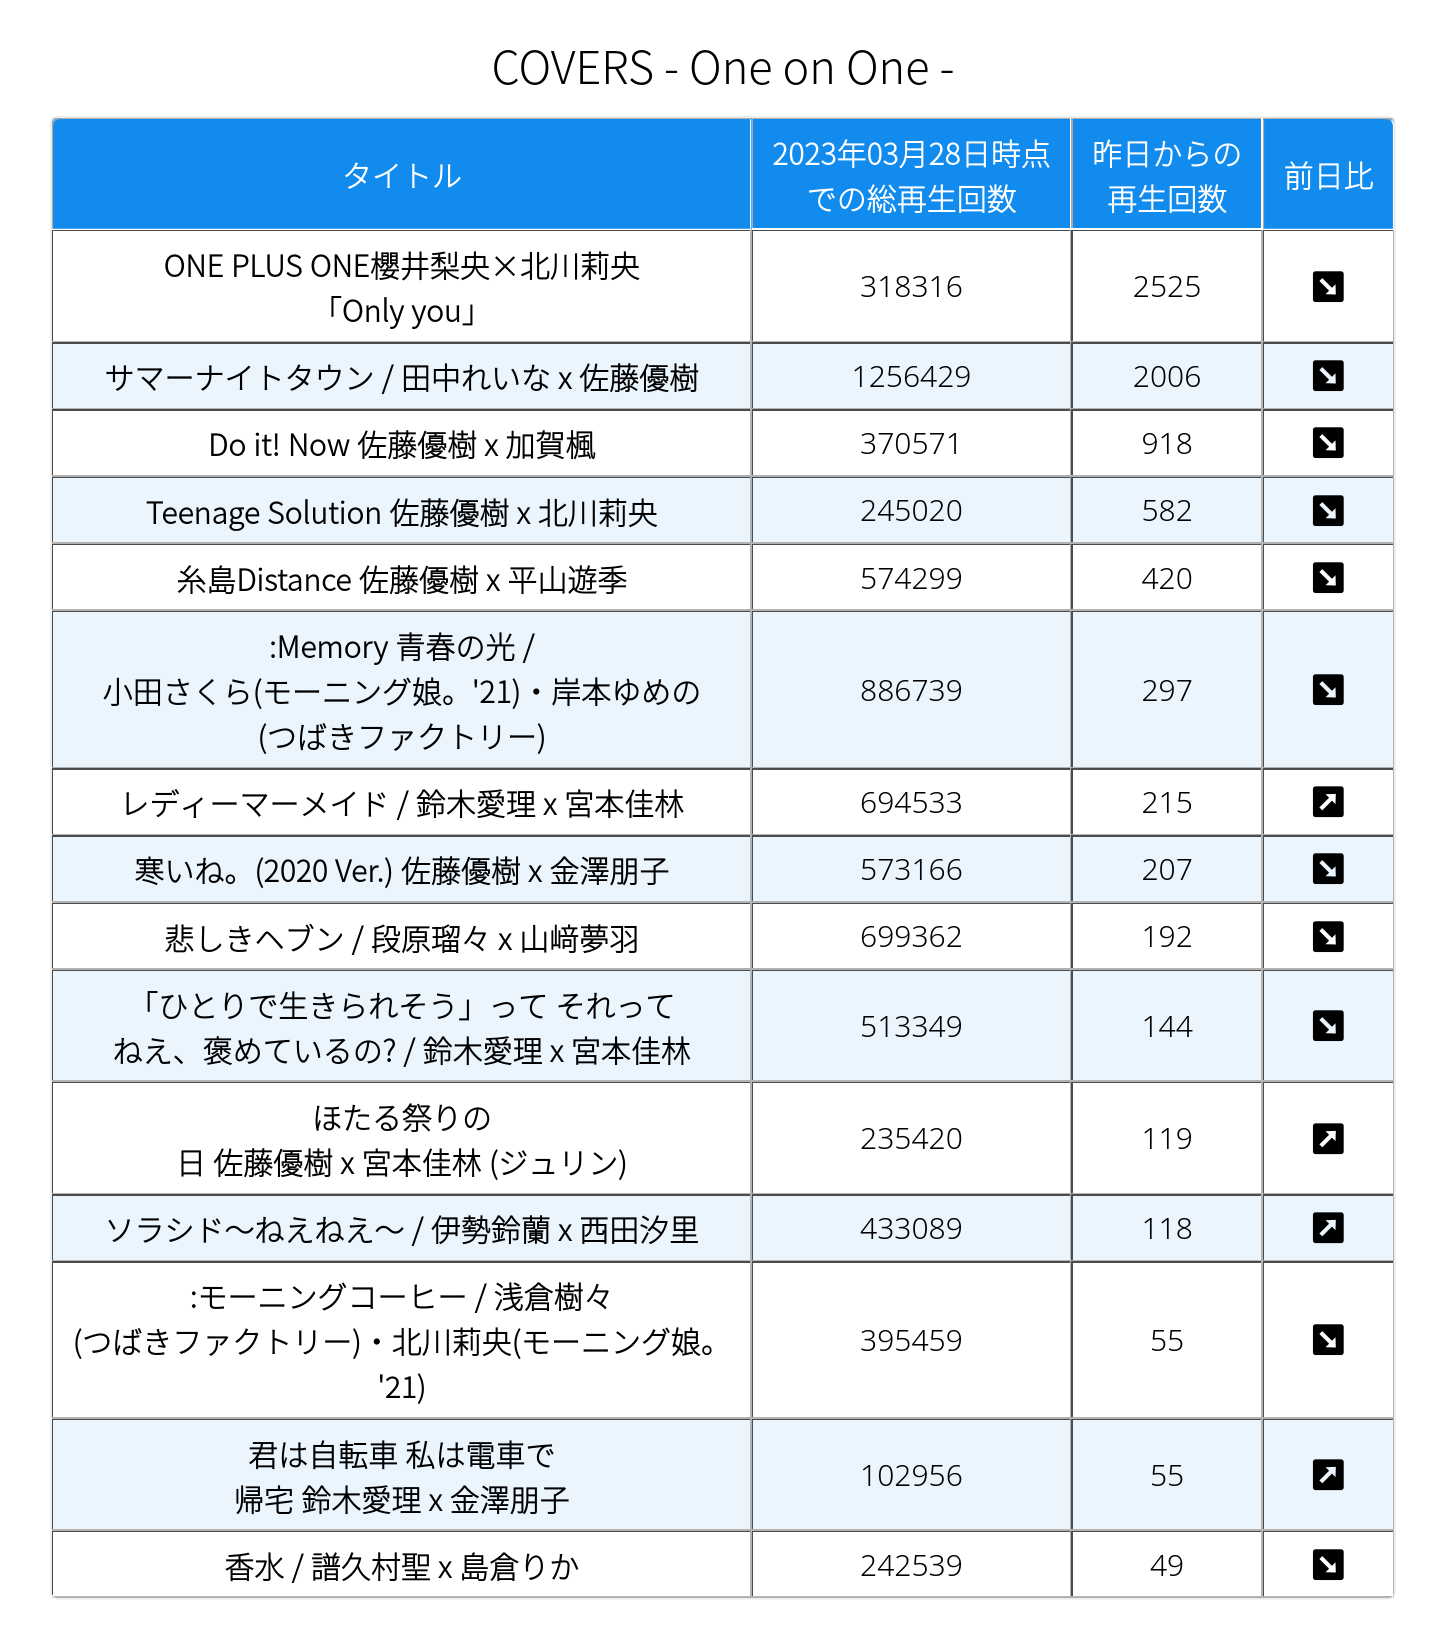 COVERS - One on One -
タイトル
2023年03月28日時点
での総再生回数
昨日からの
再生回数
前日比
ONE PLUS ONE櫻井梨央×北川莉央
「Only you」
318316
2525
サマーナイトタウン / 田中れいな x 佐藤優樹
1256429
2006
Do it! Now 佐藤優樹 x 加賀楓
370571
918
Teenage Solution 佐藤優樹 x 北川莉央
245020
582
糸島Distance 佐藤優樹 x 平山遊季
574299
420
:Memory 青春の光 /
小田さくら(モーニング娘。'21)・岸本ゆめの
(つばきファクトリー)
886739
297
レディーマーメイド / 鈴木愛理 x 宮本佳林
694533
215
寒いね。(2020 Ver.) 佐藤優樹 x 金澤朋子
573166
207
悲しきヘブン / 段原瑠々 x 山﨑夢羽
699362
192
「ひとりで生きられそう」って それって
ねえ、褒めているの? / 鈴木愛理 x 宮本佳林
513349
144
ほたる祭りの
日 佐藤優樹 x 宮本佳林 (ジュリン)
235420
119
ソラシド〜ねえねえ〜 / 伊勢鈴蘭 x 西田汐里
433089
118
:モーニングコーヒー / 浅倉樹々
(つばきファクトリー)・北川莉央(モーニング娘。
'21)
395459
55
君は自転車 私は電車で
帰宅 鈴木愛理 x 金澤朋子
102956
55
香水 / 譜久村聖 x 島倉りか
242539
49